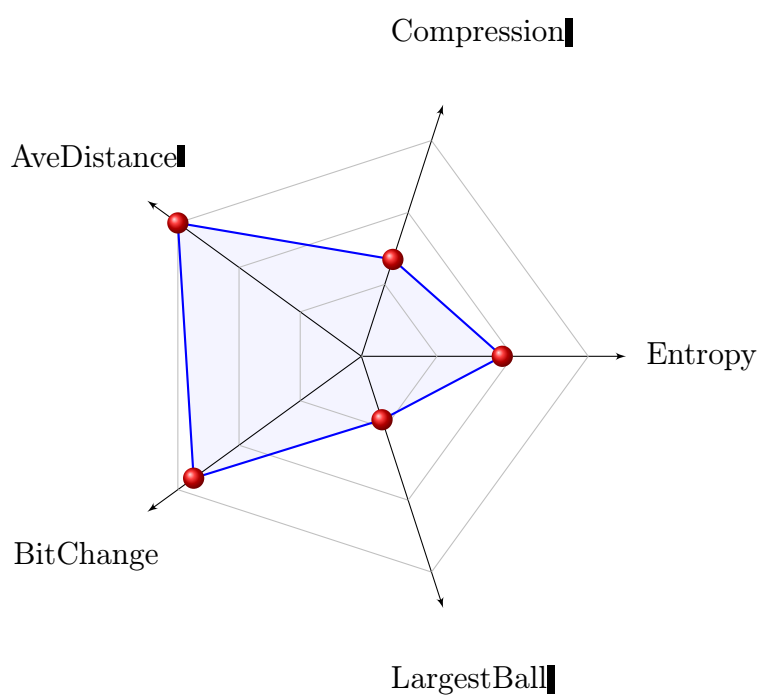 Compression
AveDistance
Entropy
BitChange
LargestBall